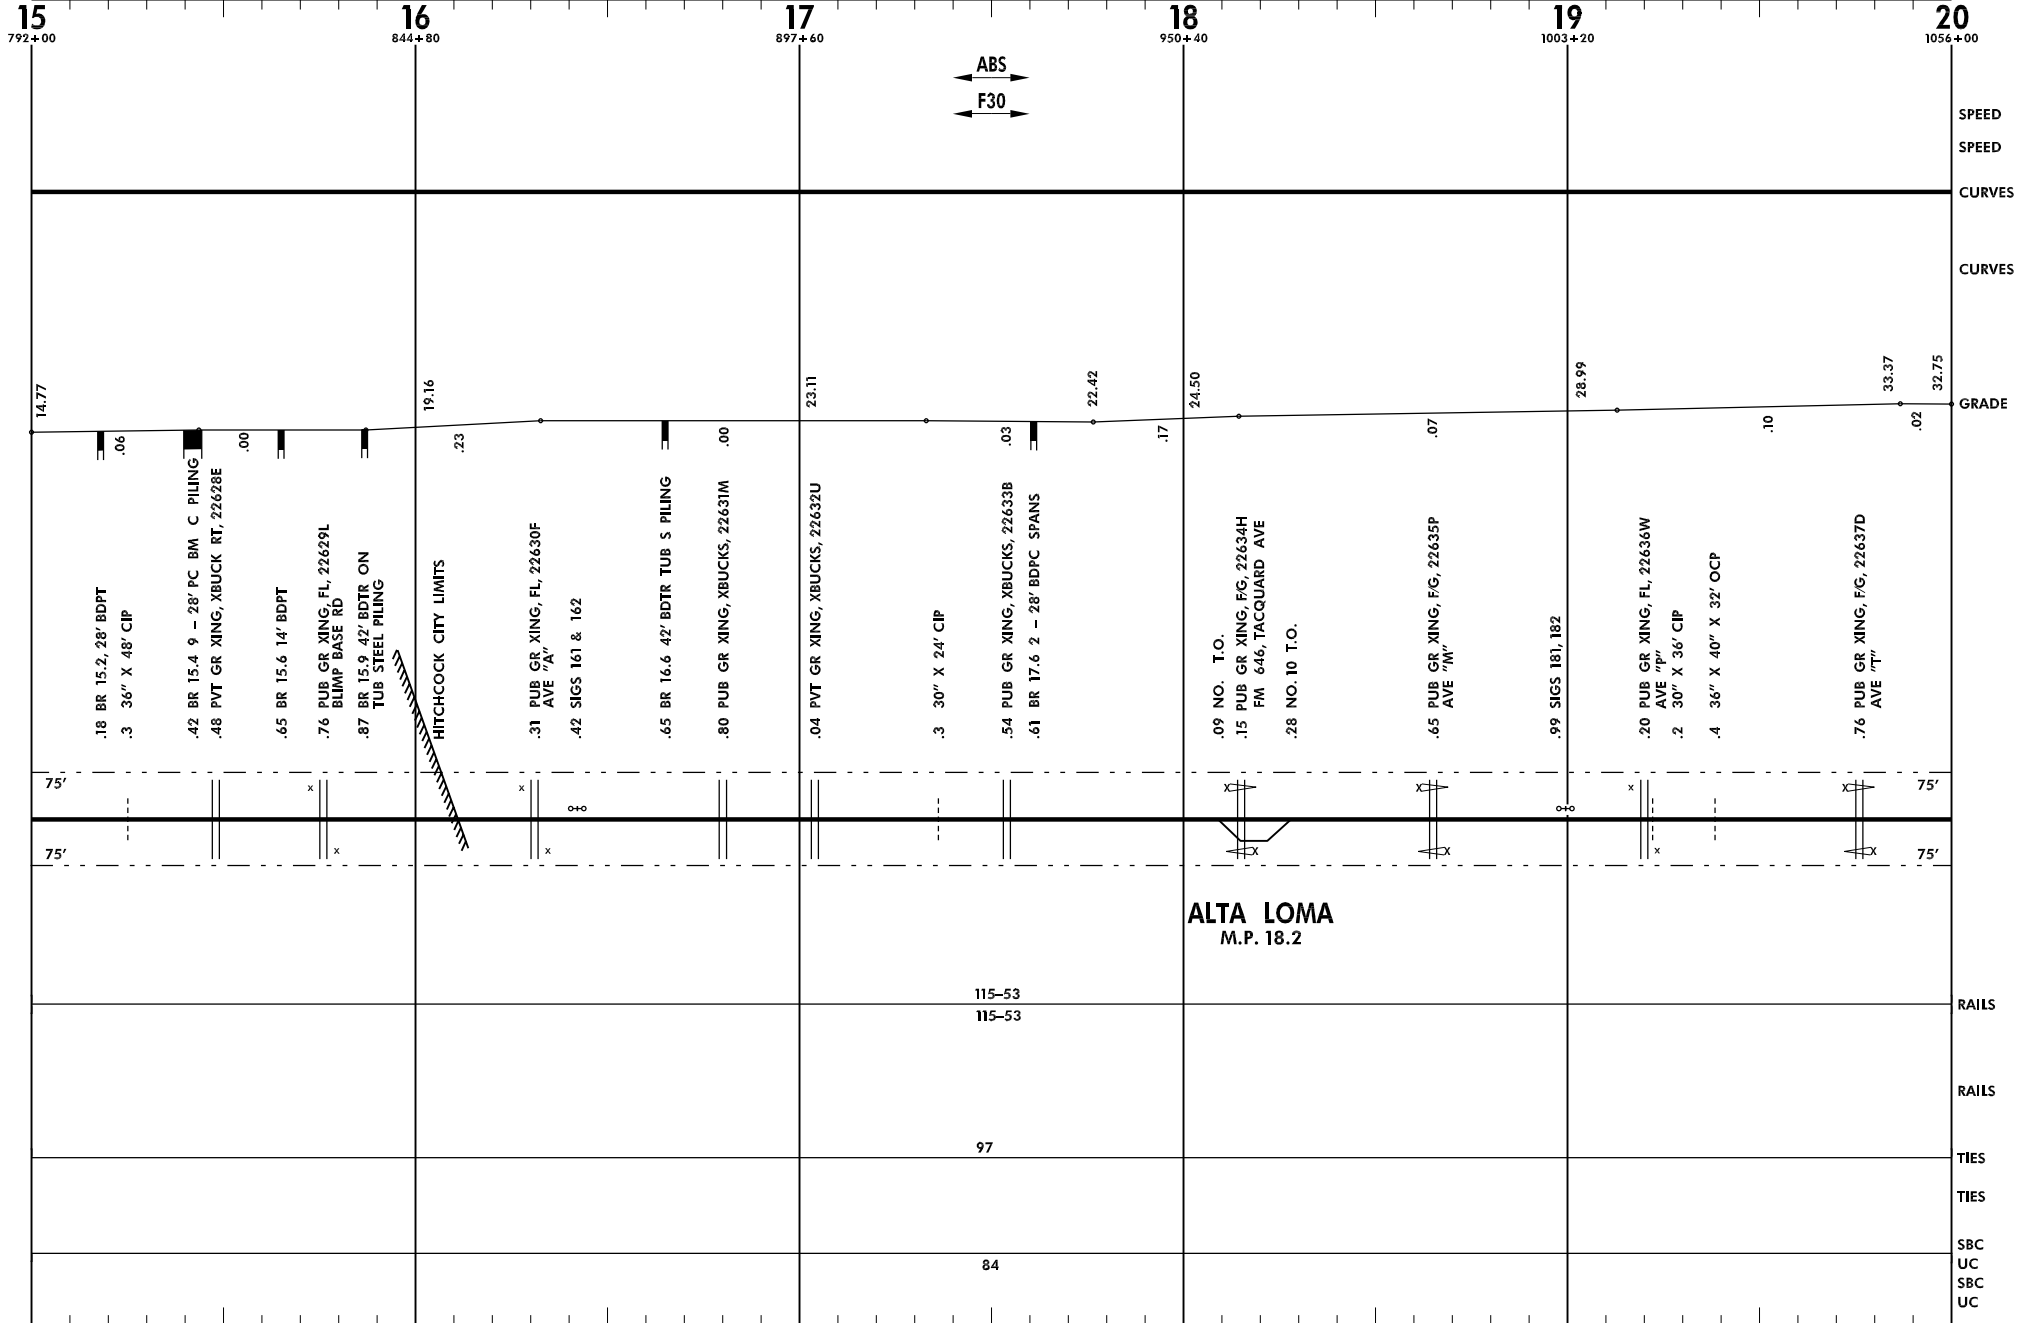 15 16 17 18 19 20
792+00 844+80 897+60 950+40 1003+20 1056+00
ABS
F30
SPEED
SPEED
CURVES
CURVES
14.77 19.16 23.11 22.42 24.50 28.99 33.37 32.75
GRADE
.06 .00 .23 .00 .03 .17 .07 .10 .02
.18 BR 15.2, 28' BDPT
.3 36" X 48' CIP
.42 BR 15.4 9 – 28' PC BM C PILING
.48 PVT GR XING, XBUCK RT, 22628E
.65 BR 15.6 14' BDPT
.76 PUB GR XING, FL, 22629L
BLIMP BASE RD
.87 BR 15.9 42' BDTR ON
TUB STEEL PILING
HITCHCOCK CITY LIMITS
.31 PUB GR XING, FL, 22630F
AVE "A"
.42 SIGS 161 & 162
.65 BR 16.6 42' BDTR TUB S PILING
.80 PUB GR XING, XBUCKS, 22631M
.04 PVT GR XING, XBUCKS, 22632U
.3 30" X 24' CIP
.54 PUB GR XING, XBUCKS, 22633B
.61 BR 17.6 2 – 28' BDPC SPANS
.09 NO. T.O.
.15 PUB GR XING, F/G, 22634H
FM 646, TACQUARD AVE
.28 NO. 10 T.O.
.65 PUB GR XING, F/G, 22635P
AVE "M"
.99 SIGS 181, 182
.20 PUB GR XING, FL, 22636W
AVE "P"
.2 30" X 36' CIP
.4 36" X 40" X 32' OCP
.76 PUB GR XING, F/G, 22637D
AVE "T"
75' 75'
x x x x x x
75' 75'
x x x x x x
ALTA LOMA
M.P. 18.2
115–53
RAILS
115–53
RAILS
97
TIES
TIES
SBC
84
UC
SBC
UC